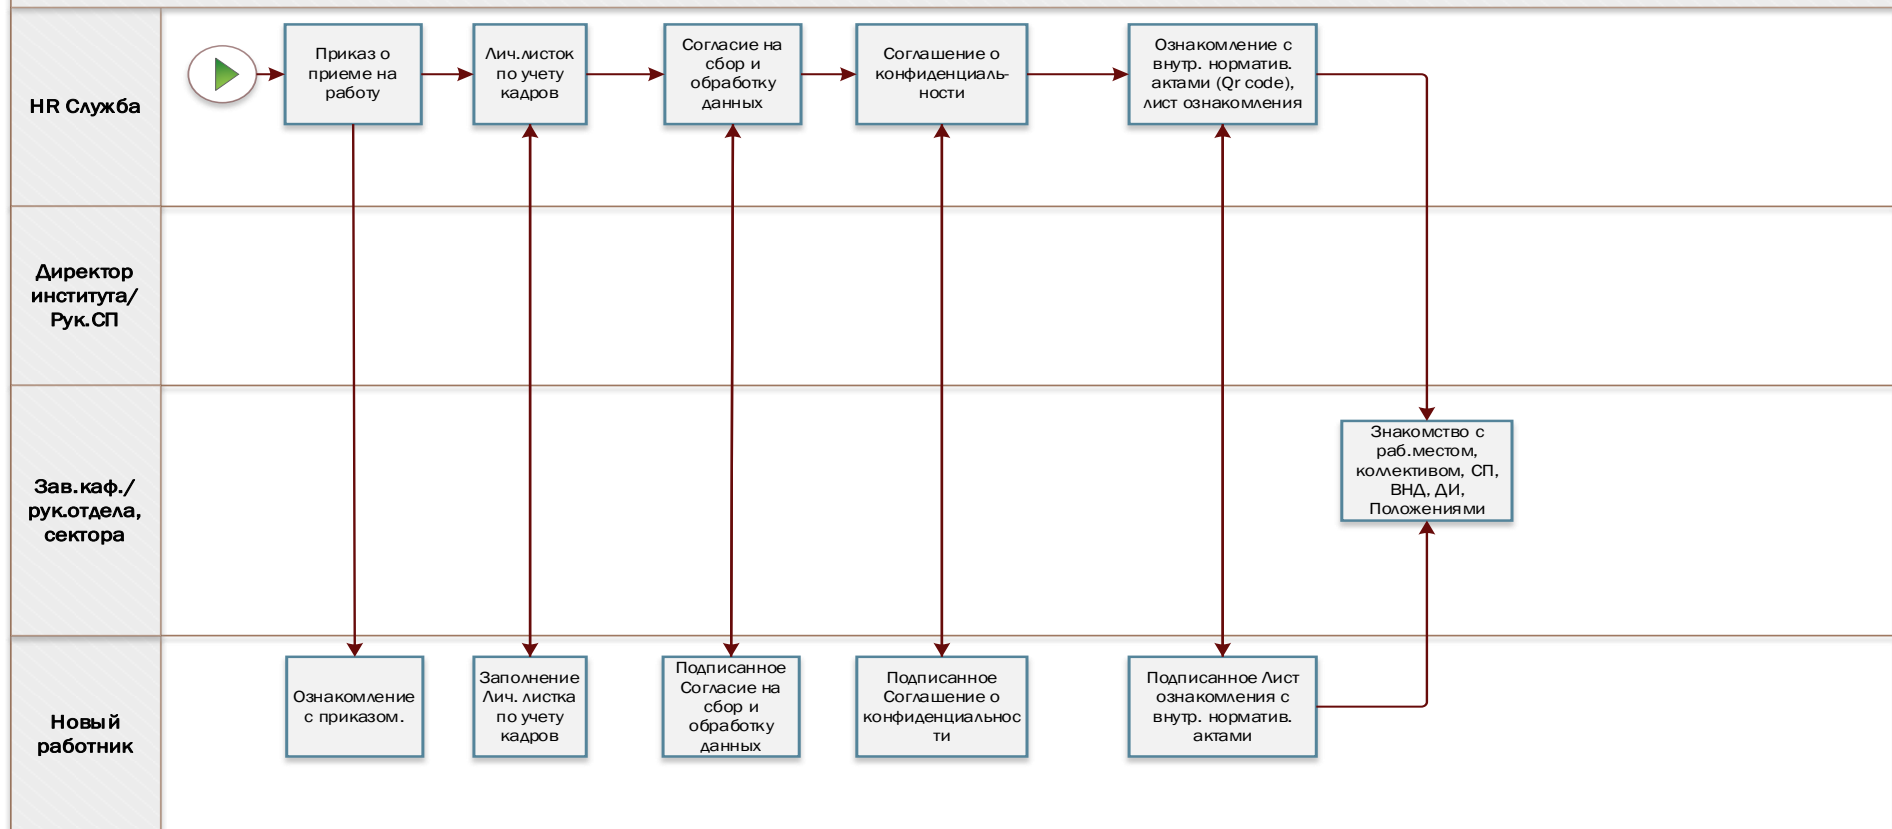 HR Служба
Приказ о
приеме на
работу
Лич.листок
по учету
кадров
Согласие на
сбор и
обработку
данных
Соглашение о
конфиденциаль-
ности
Ознакомление с
внутр. норматив.
актами (Qr code),
лист ознакомления
Директор
института/
Рук.СП
Зав.каф./
рук.отдела,
сектора
Знакомство с
раб.местом,
коллективом, СП,
ВНД, ДИ,
Положениями
Новый
работник
Ознакомление
с приказом.
Заполнение
Лич. листка
по учету
кадров
Подписанное
Согласие на
сбор и
обработку
данных
Подписанное
Соглашение о
конфиденциальнос
ти
Подписанное Лист
ознакомления с
внутр. норматив.
актами